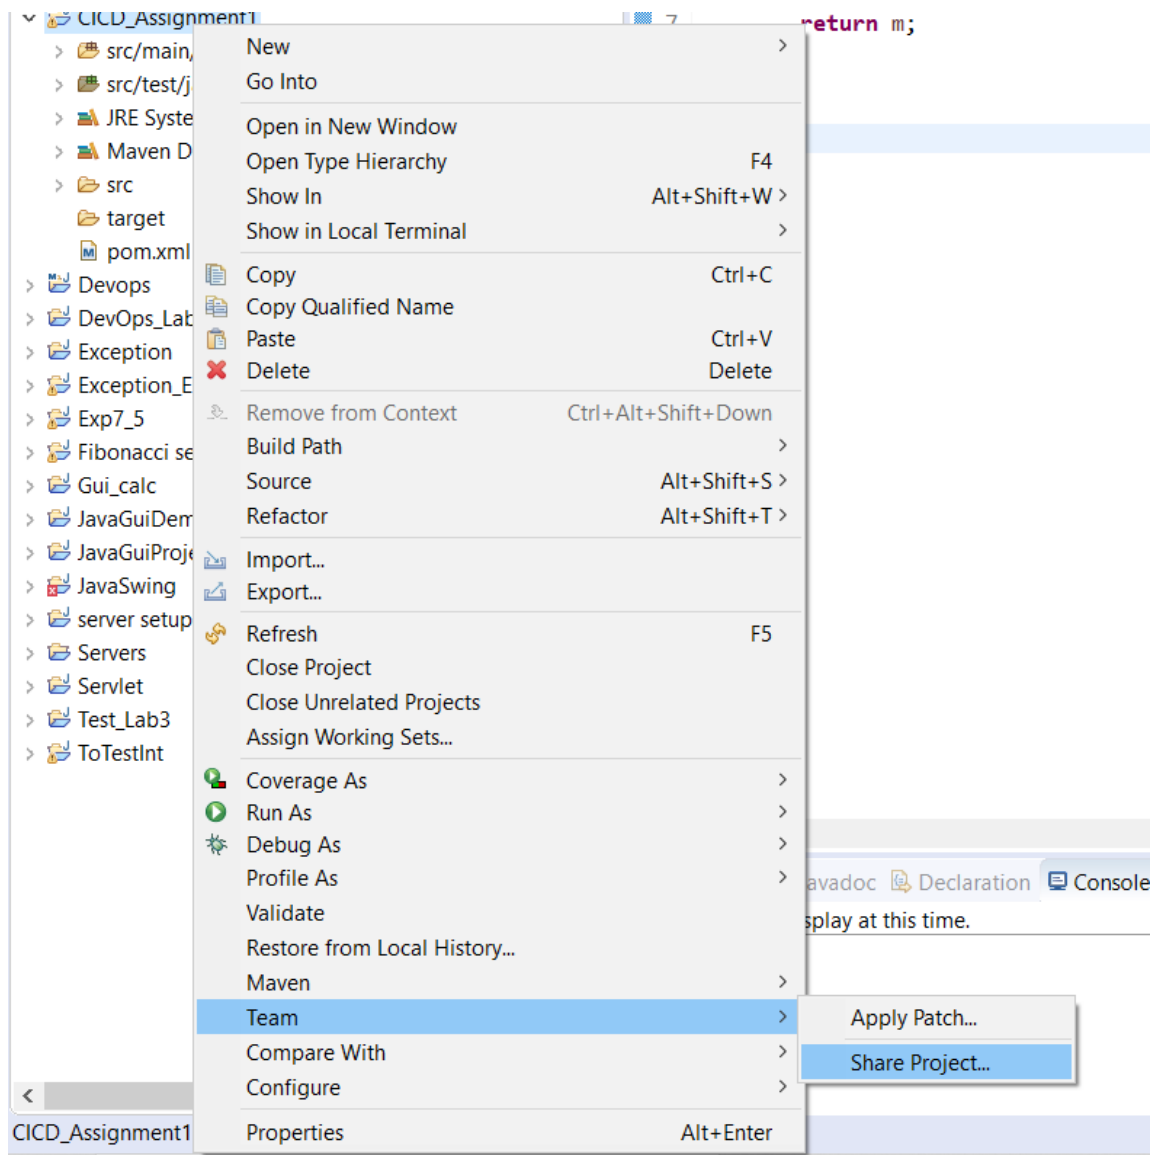 CICD_Assignment1
src/main/
src/test/j
JRE Syste
Maven D
src
target
pom.xml
Devops
DevOps_Lab
Exception
Exception_E
Exp7_5
Fibonacci se
Gui_calc
JavaGuiDem
JavaGuiProje
JavaSwing
server setup
Servers
Servlet
Test_Lab3
ToTestInt
CICD_Assignment1
New
Go Into
Open in New Window
Open Type Hierarchy F4
Show In Alt+Shift+W
Show in Local Terminal
Copy Ctrl+C
Copy Qualified Name
Paste Ctrl+V
Delete Delete
Remove from Context Ctrl+Alt+Shift+Down
Build Path
Source Alt+Shift+S
Refactor Alt+Shift+T
Import...
Export...
Refresh F5
Close Project
Close Unrelated Projects
Assign Working Sets...
Coverage As
Run As
Debug As
Profile As
Validate
Restore from Local History...
Maven
Team
Compare With
Configure
Properties Alt+Enter
Apply Patch...
Share Project...
7 return m;
avadoc Declaration Console
splay at this time.